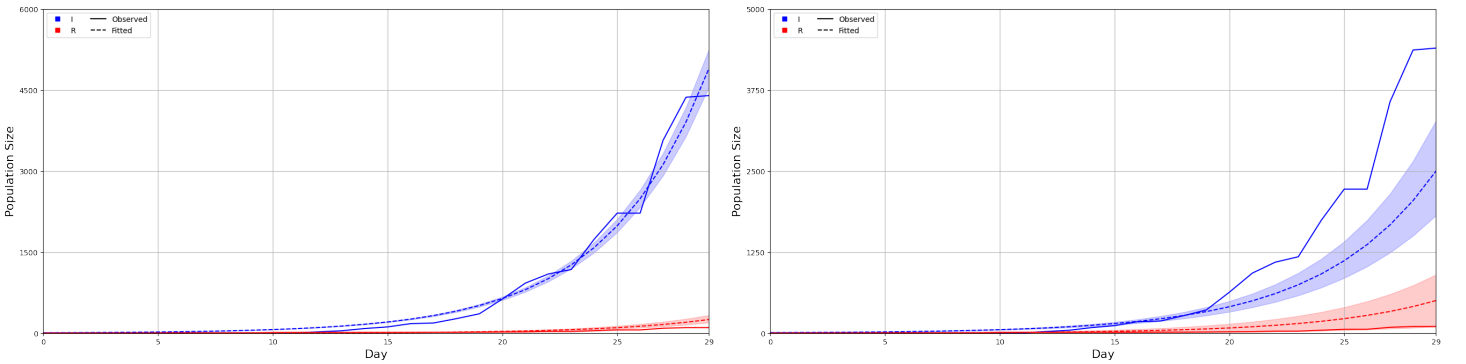 6000
I Observed
R Fitted
4500
3000
1500
0
Population Size
0 5 10 15 20 25 29
Day
5000
I Observed
R Fitted
3750
2500
1250
0
Population Size
0 5 10 15 20 25 29
Day